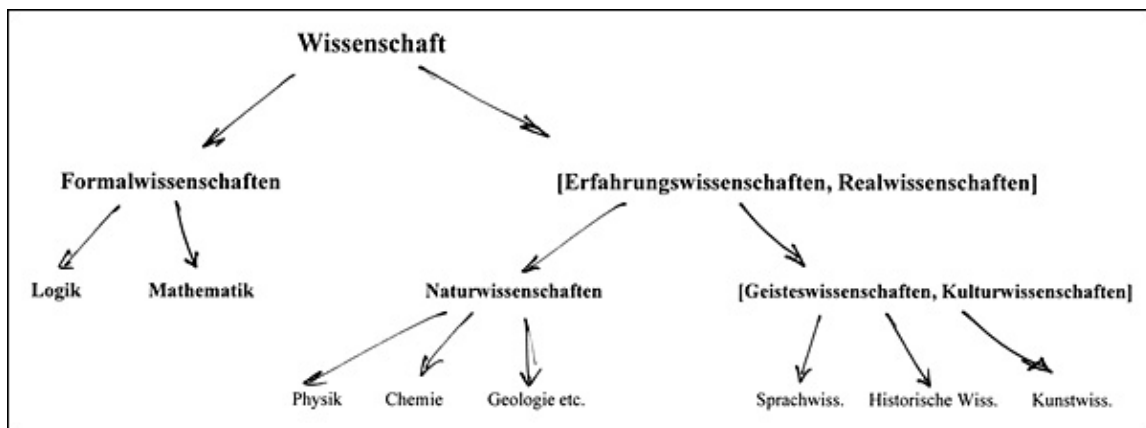 Wissenschaft
Formalwissenschaften [Erfahrungswissenschaften, Realwissenschaften]
Logik Mathematik Naturwissenschaften [Geisteswissenschaften, Kulturwissenschaften]
Physik Chemie Geologie etc. Sprachwiss. Historische Wiss. Kunstwiss.